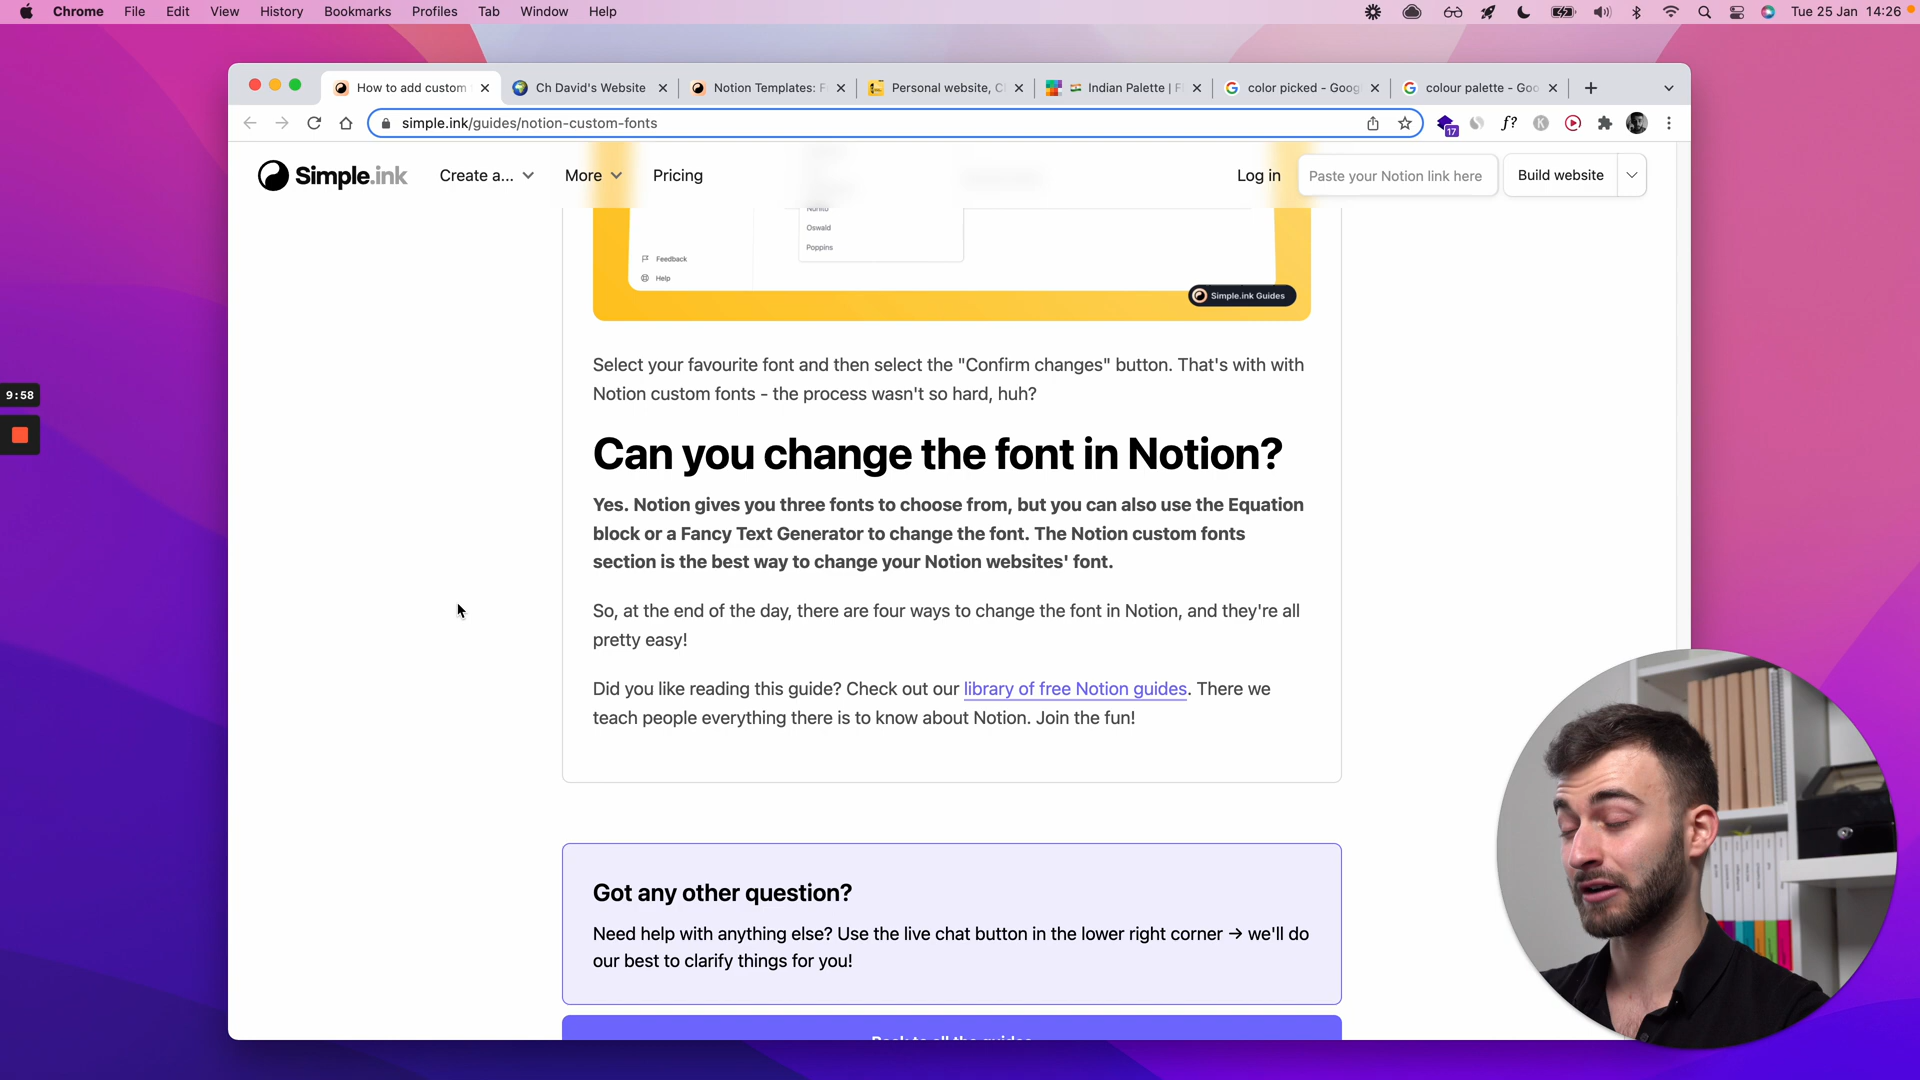 Chrome File Edit View History Bookmarks Profiles Tab Window Help Tue 25 Jan 14:26
How to add custom Ch David's Website Notion Templates: F Personal website, C Indian Palette | F color picked - Goog colour palette - Goo
simple.ink/guides/notion-custom-fonts f? 17
Simple.ink Create a... More Pricing Log in Paste your Notion link here Build website
Nunito
Oswald
Poppins
Feedback
Help
Simple.ink Guides
9:58
Select your favourite font and then select the "Confirm changes" button. That's with with
Notion custom fonts - the process wasn't so hard, huh?
Can you change the font in Notion?
Yes. Notion gives you three fonts to choose from, but you can also use the Equation
block or a Fancy Text Generator to change the font. The Notion custom fonts
section is the best way to change your Notion websites' font.
So, at the end of the day, there are four ways to change the font in Notion, and they're all
pretty easy!
Did you like reading this guide? Check out our library of free Notion guides. There we
teach people everything there is to know about Notion. Join the fun!
Got any other question?
Need help with anything else? Use the live chat button in the lower right corner → we'll do
our best to clarify things for you!
Back to all the guides